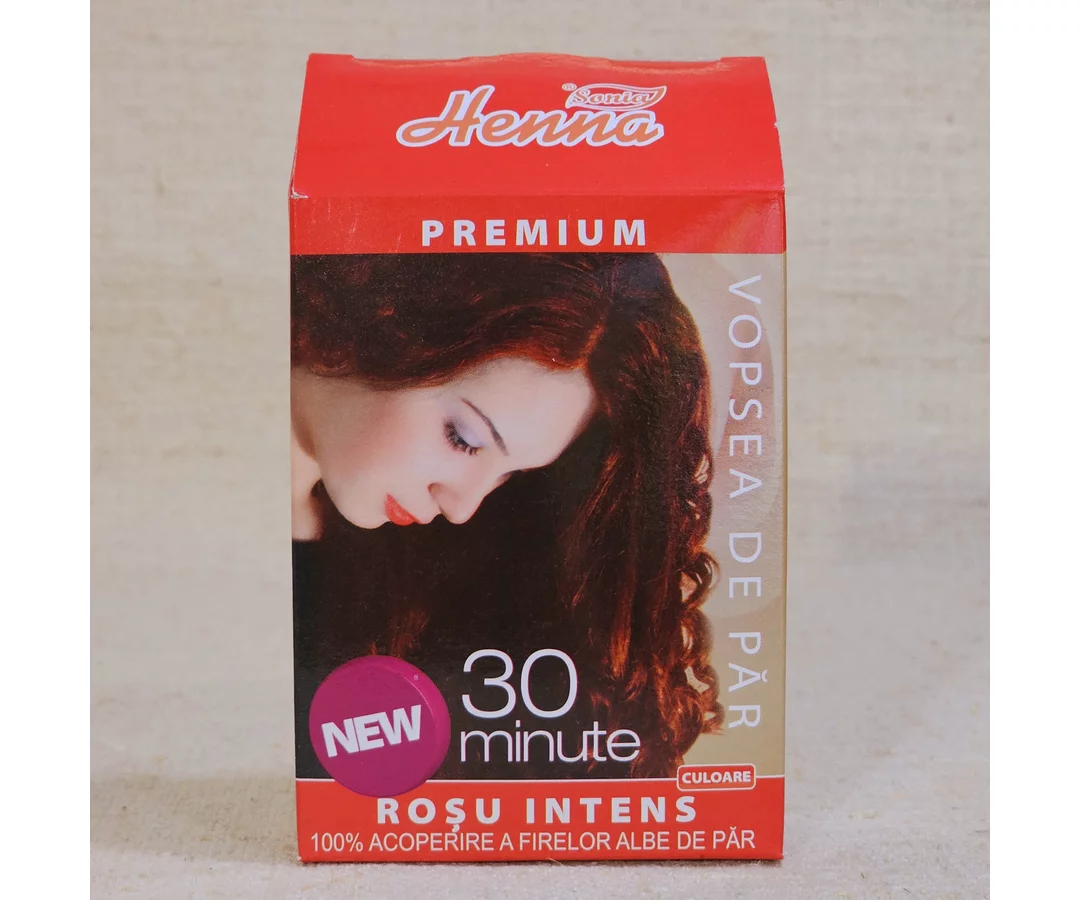 ® Sonia
Henna
PREMIUM
VOPSEA DE PĂR
30
minute
NEW
CULOARE
ROȘU INTENS
100% ACOPERIRE A FIRELOR ALBE DE PĂR